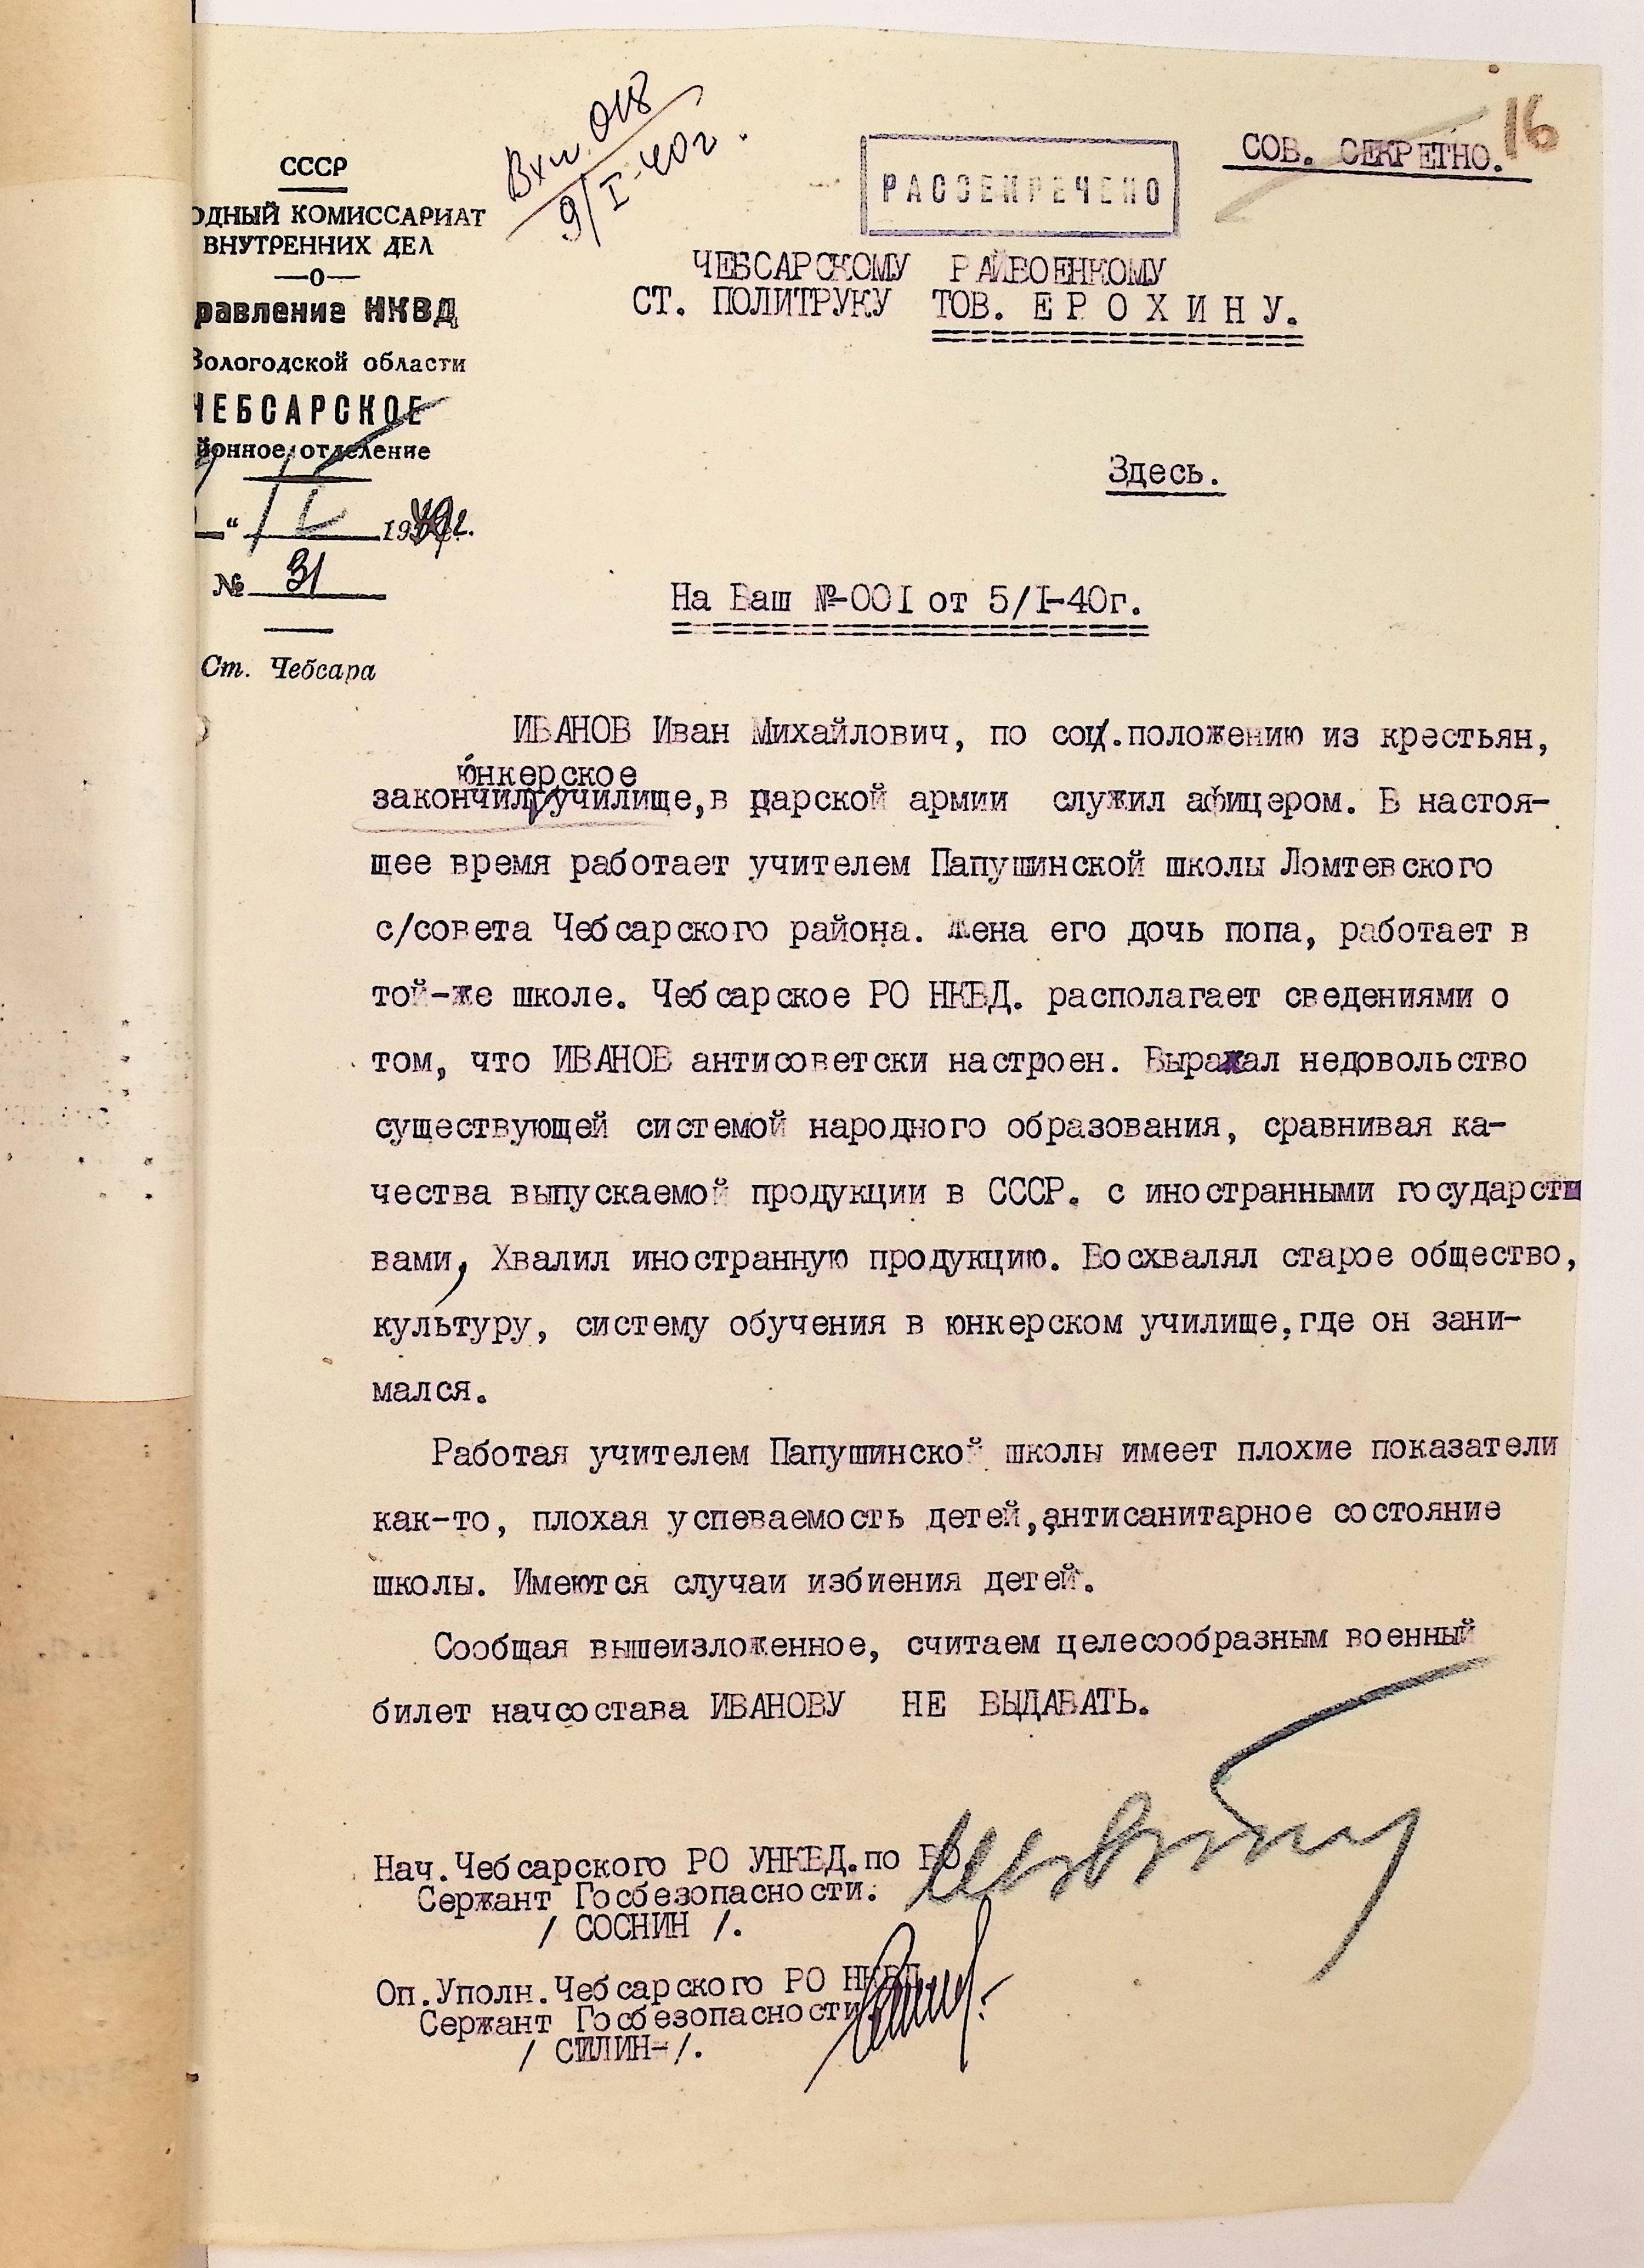 Вхш. 018
9/I-40г.
РАССЕКРЕЧЕНО
СОВ. СЕКРЕТНО.
16
СССР
ОДНЫЙ КОМИССАРИАТ
ВНУТРЕННИХ ДЕЛ
—о—
равление НКВД
Вологодской области
ЧЕБСАРСКОЕ
йонное отделение
“ 19
№ 31
Ст. Чебсара
ЧЕБСАРСКОМУ РАЙВОЕНКОМУ
СТ. ПОЛИТРУКУ ТОВ. Е Р О Х И Н У.
Здесь.
На Ваш №-00I от 5/I-40г.
ИВАНОВ Иван Михайлович, по соц.положению из крестьян,
юнкерское
закончил училище, в царской армии служил афицером. В настоя-
щее время работает учителем Папушинской школы Ломтевского
с/совета Чебсарского района. Жена его дочь попа, работает в
той-же школе. Чебсарское РО НКВД. располагает сведениями о
том, что ИВАНОВ антисоветски настроен. Выражал недовольство
существующей системой народного образования, сравнивая ка-
чества выпускаемой продукции в СССР. с иностранными государст
вами, Хвалил иностранную продукцию. Восхвалял старое общество,
культуру, систему обучения в юнкерском училище, где он зани-
мался.
Работая учителем Папушинской школы имеет плохие показатели
как-то, плохая успеваемость детей, антисанитарное состояние
школы. Имеются случаи избиения детей.
Сообщая вышеизложенное, считаем целесообразным военный
билет начсостава ИВАНОВУ НЕ ВЫДАВАТЬ.
Нач.Чебсарского РО УНКВД.по ВО.
Сержант Госбезопасности.
/ СОСНИН /.
Оп.Уполн.Чебсарского РО НКВД
Сержант Госбезопасности
/ СИЛИН-/.